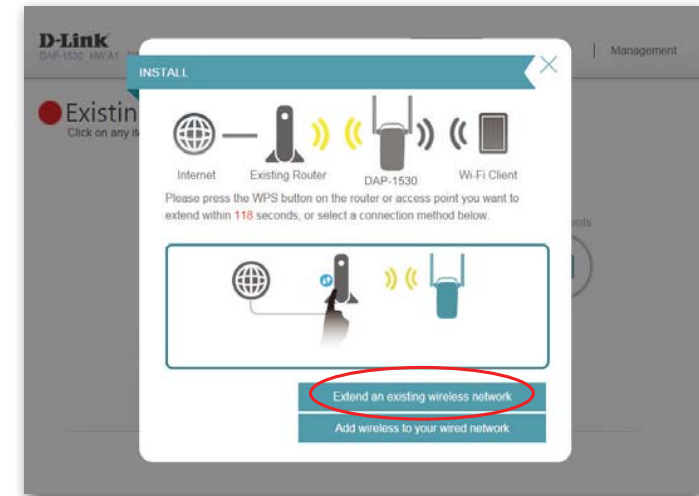 D-Link
DAP-1530 HW:A1
Management
INSTALL
Existin
Click on any
Internet
Existing Router
DAP-1530
Wi-Fi Client
Please press the WPS button on the router or access point you want to
extend within 118 seconds, or select a connection method below.
ents
Extend an existing wireless network
Add wireless to your wired network